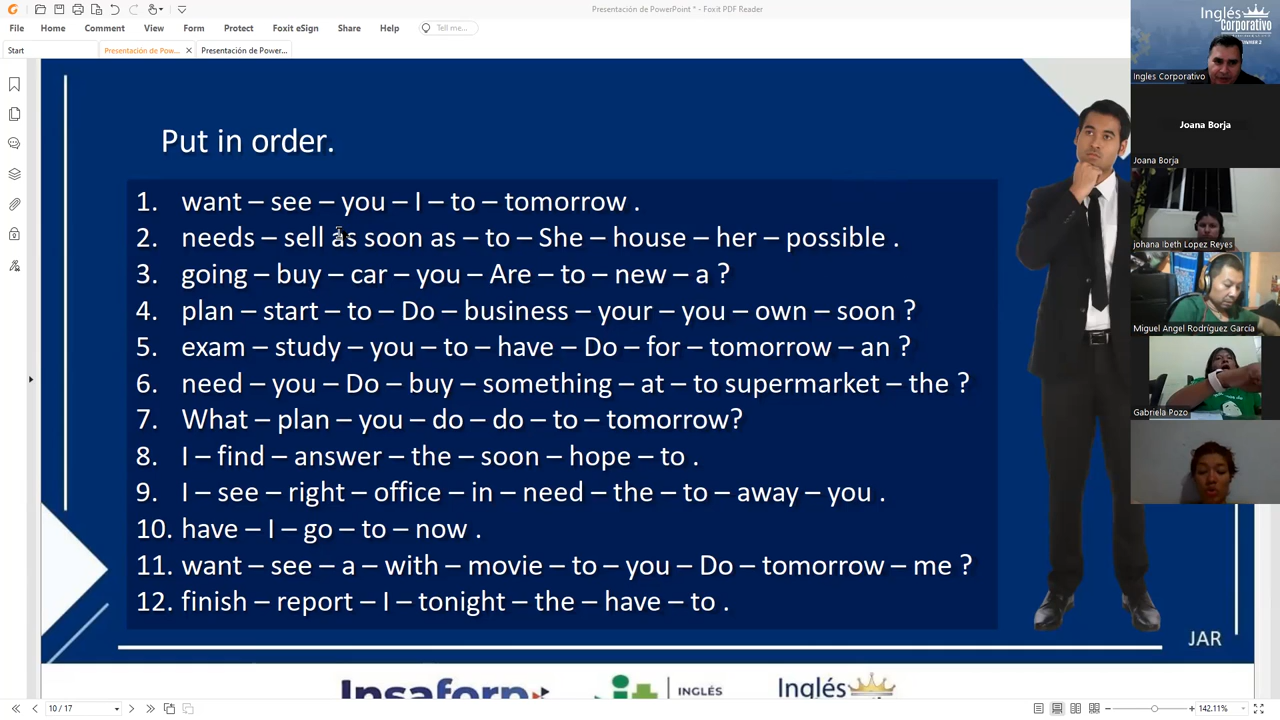 Presentación de PowerPoint * - Foxit PDF Reader
File Home Comment View Form Protect Foxit eSign Share Help Tell me...
Start Presentación de Pow... Presentación de Power...
Put in order.
1. want – see – you – I – to – tomorrow .
2. needs – sell as soon as – to – She – house – her – possible .
3. going – buy – car – you – Are – to – new – a ?
4. plan – start – to – Do – business – your – you – own – soon ?
5. exam – study – you – to – have – Do – for – tomorrow – an ?
6. need – you – Do – buy – something – at – to supermarket – the ?
7. What – plan – you – do – do – to – tomorrow?
8. I – find – answer – the – soon – hope – to .
9. I – see – right – office – in – need – the – to – away – you .
10. have – I – go – to – now .
11. want – see – a – with – movie – to – you – Do – tomorrow – me ?
12. finish – report – I – tonight – the – have – to .
JAR
Insaforp
INGLÉS
Inglés
10 / 17
142.11%
Inglés
Corporativo
Ingles Corporativo
Joana Borja
Joana Borja
johana Ibeth Lopez Reyes
Miguel Angel Rodríguez García
Gabriela Pozo